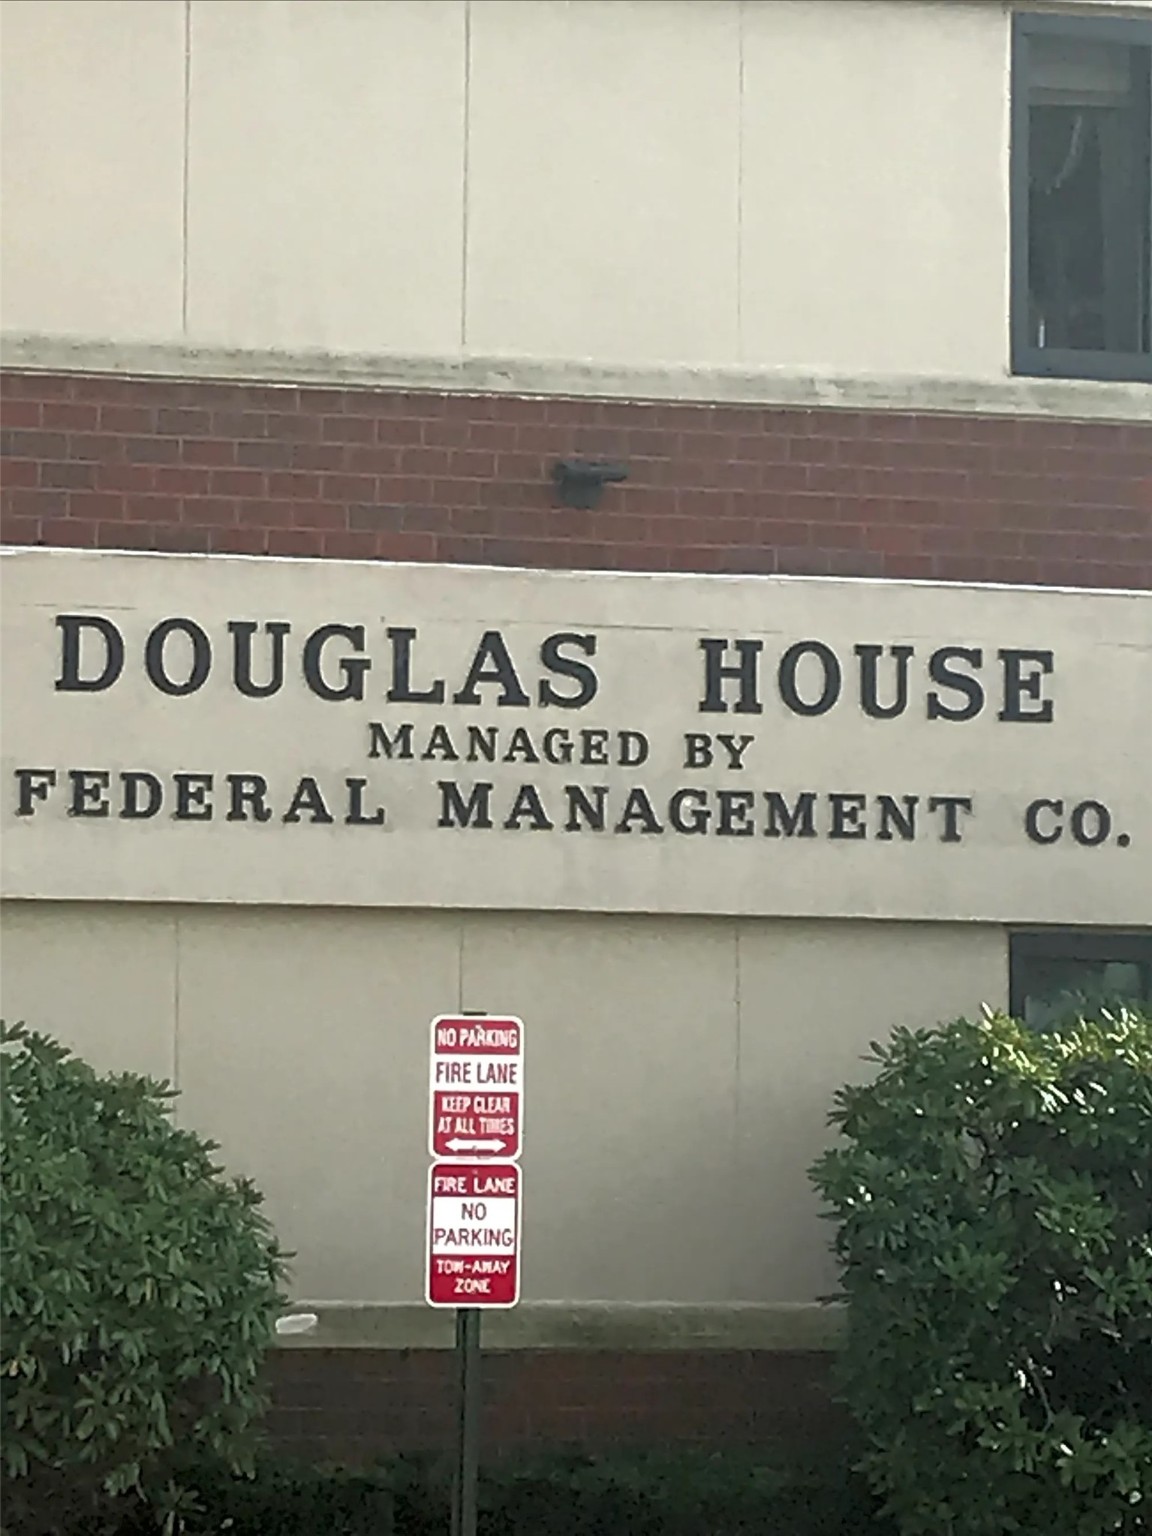 DOUGLAS HOUSE
MANAGED BY
FEDERAL MANAGEMENT CO.
NO PARKING
FIRE LANE
KEEP CLEAR
AT ALL TIMES
FIRE LANE
NO
PARKING
TOW-AWAY
ZONE